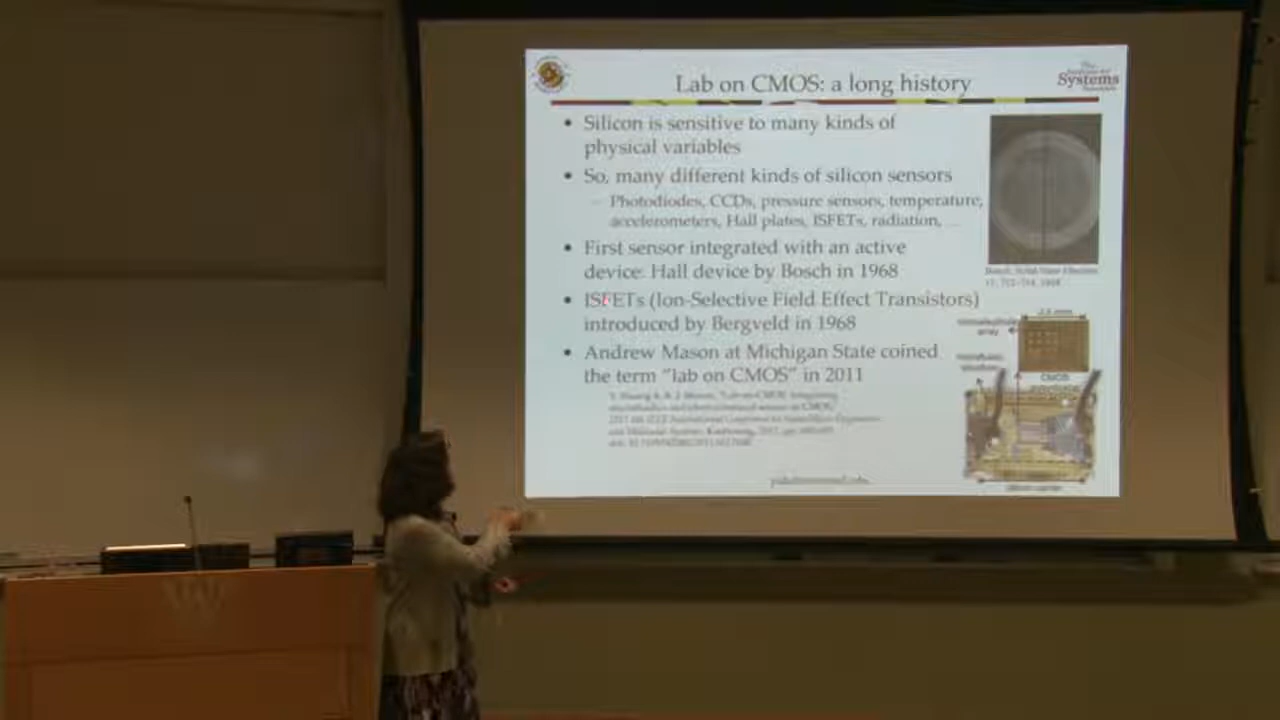 Lab on CMOS: a long history
The
Systems
• Silicon is sensitive to many kinds of
physical variables
• So, many different kinds of silicon sensors
– Photodiodes, CCDs, pressure sensors, temperature,
accelerometers, Hall plates, ISFETs, radiation, ...
• First sensor integrated with an active
device: Hall device by Bosch in 1968
• ISFETs (Ion-Selective Field Effect Transistors)
introduced by Bergveld in 1968
• Andrew Mason at Michigan State coined
the term "lab on CMOS" in 2011
array
CMOS
W